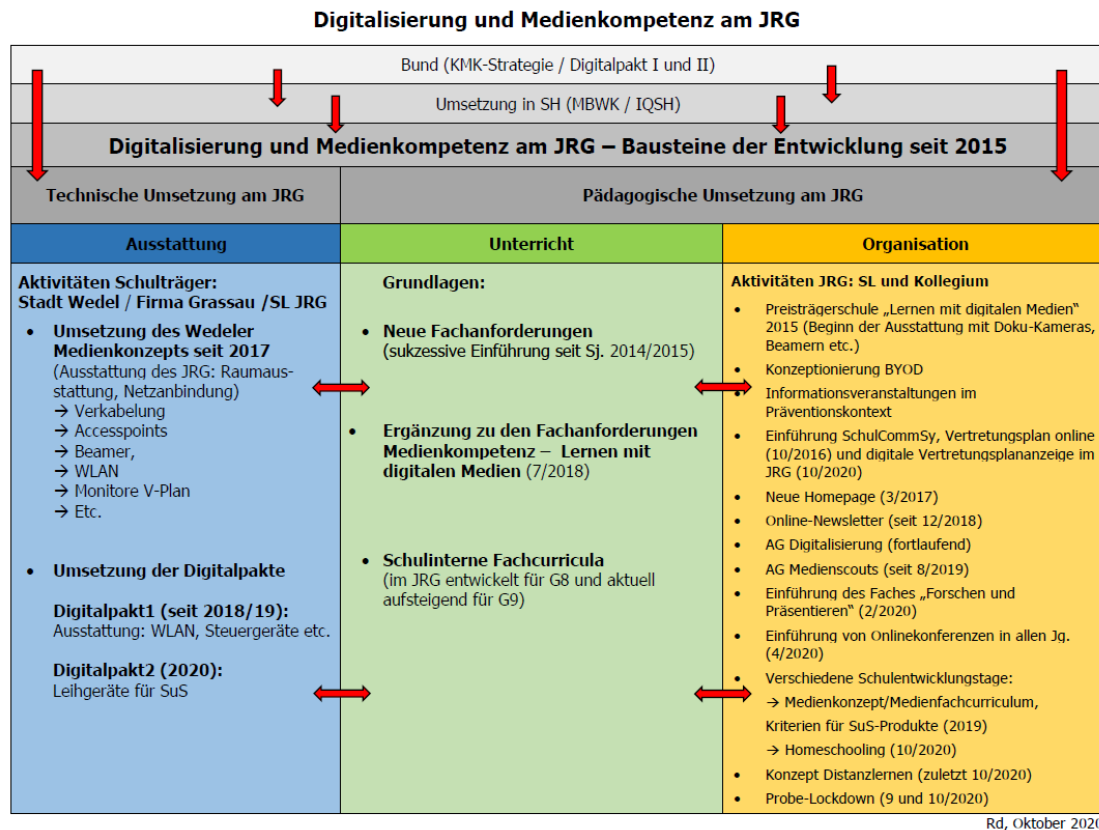 Digitalisierung und Medienkompetenz am JRG
Bund (KMK-Strategie / Digitalpakt I und II)
Umsetzung in SH (MBWK / IQSH)
Digitalisierung und Medienkompetenz am JRG – Bausteine der Entwicklung seit 2015
Technische Umsetzung am JRG
Pädagogische Umsetzung am JRG
Ausstattung
Aktivitäten Schulträger:
Stadt Wedel / Firma Grassau /SL JRG
• Umsetzung des Wedeler
Medienkonzepts seit 2017
(Ausstattung des JRG: Raumaus-
stattung, Netzanbindung)
→ Verkabelung
→ Accesspoints
→ Beamer,
→ WLAN
→ Monitore V-Plan
→ Etc.
• Umsetzung der Digitalpakte
Digitalpakt1 (seit 2018/19):
Ausstattung: WLAN, Steuergeräte etc.
Digitalpakt2 (2020):
Leihgeräte für SuS
Unterricht
Grundlagen:
• Neue Fachanforderungen
(sukzessive Einführung seit Sj. 2014/2015)
• Ergänzung zu den Fachanforderungen
Medienkompetenz – Lernen mit
digitalen Medien (7/2018)
• Schulinterne Fachcurricula
(im JRG entwickelt für G8 und aktuell
aufsteigend für G9)
Organisation
Aktivitäten JRG: SL und Kollegium
• Preisträgerschule „Lernen mit digitalen Medien“
2015 (Beginn der Ausstattung mit Doku-Kameras,
Beamern etc.)
• Konzeptionierung BYOD
• Informationsveranstaltungen im
Präventionskontext
• Einführung SchulCommSy, Vertretungsplan online
(10/2016) und digitale Vertretungsplananzeige im
JRG (10/2020)
• Neue Homepage (3/2017)
• Online-Newsletter (seit 12/2018)
• AG Digitalisierung (fortlaufend)
• AG Medienscouts (seit 8/2019)
• Einführung des Faches „Forschen und
Präsentieren“ (2/2020)
• Einführung von Onlinekonferenzen in allen Jg.
(4/2020)
• Verschiedene Schulentwicklungstage:
→ Medienkonzept/Medienfachcurriculum,
Kriterien für SuS-Produkte (2019)
→ Homeschooling (10/2020)
• Konzept Distanzlernen (zuletzt 10/2020)
• Probe-Lockdown (9 und 10/2020)
Rd, Oktober 2020